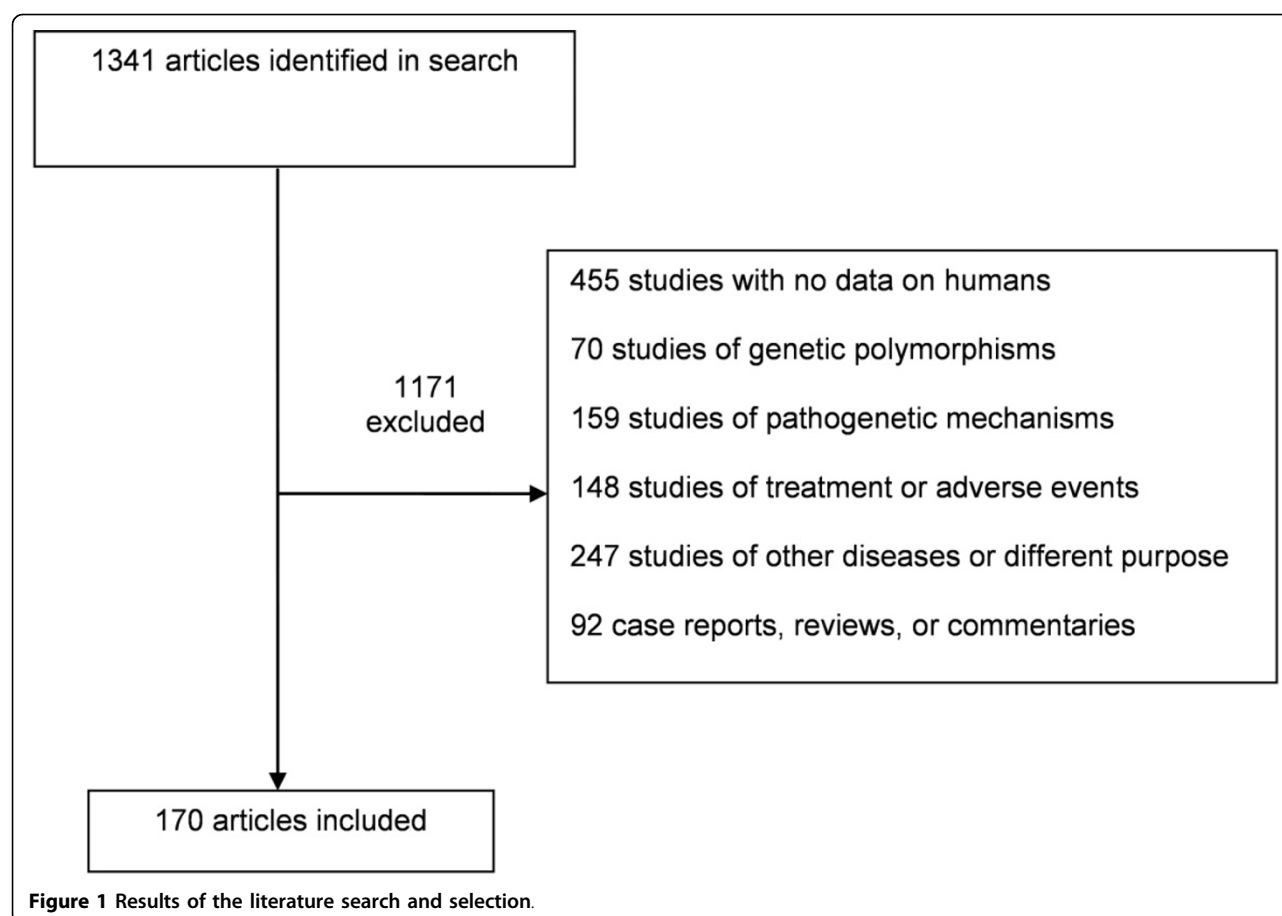 1341 articles identified in search
455 studies with no data on humans
70 studies of genetic polymorphisms
1171
excluded
159 studies of pathogenetic mechanisms
148 studies of treatment or adverse events
247 studies of other diseases or different purpose
92 case reports, reviews, or commentaries
170 articles included
Figure 1 Results of the literature search and selection.